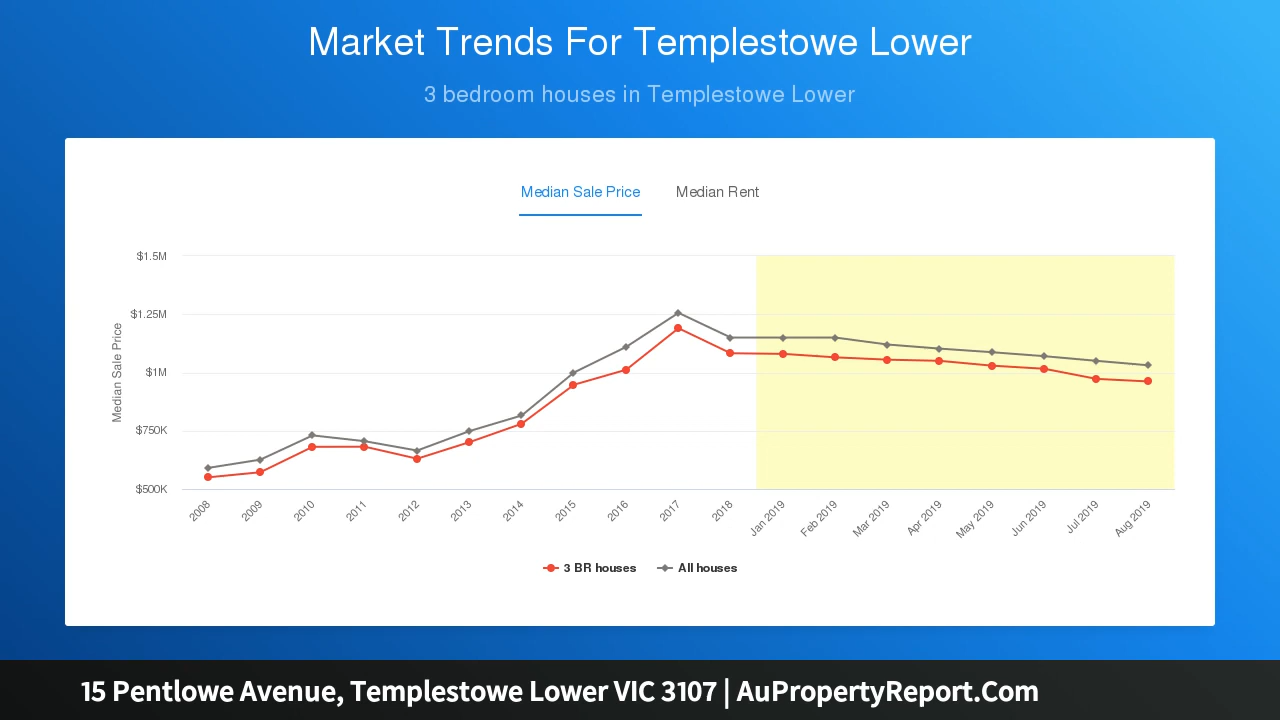 Market Trends For Templestowe Lower
3 bedroom houses in Templestowe Lower
Median Sale Price
Median Rent
Median Sale Price
$1.5M
$1.25M
$1M
$750K
$500K
2008
2009
2010
2011
2012
2013
2014
2015
2016
2017
2018
Jan 2019
Feb 2019
Mar 2019
Apr 2019
May 2019
Jun 2019
Jul 2019
Aug 2019
3 BR houses
All houses
15 Pentlowe Avenue, Templestowe Lower VIC 3107 | AuPropertyReport.Com